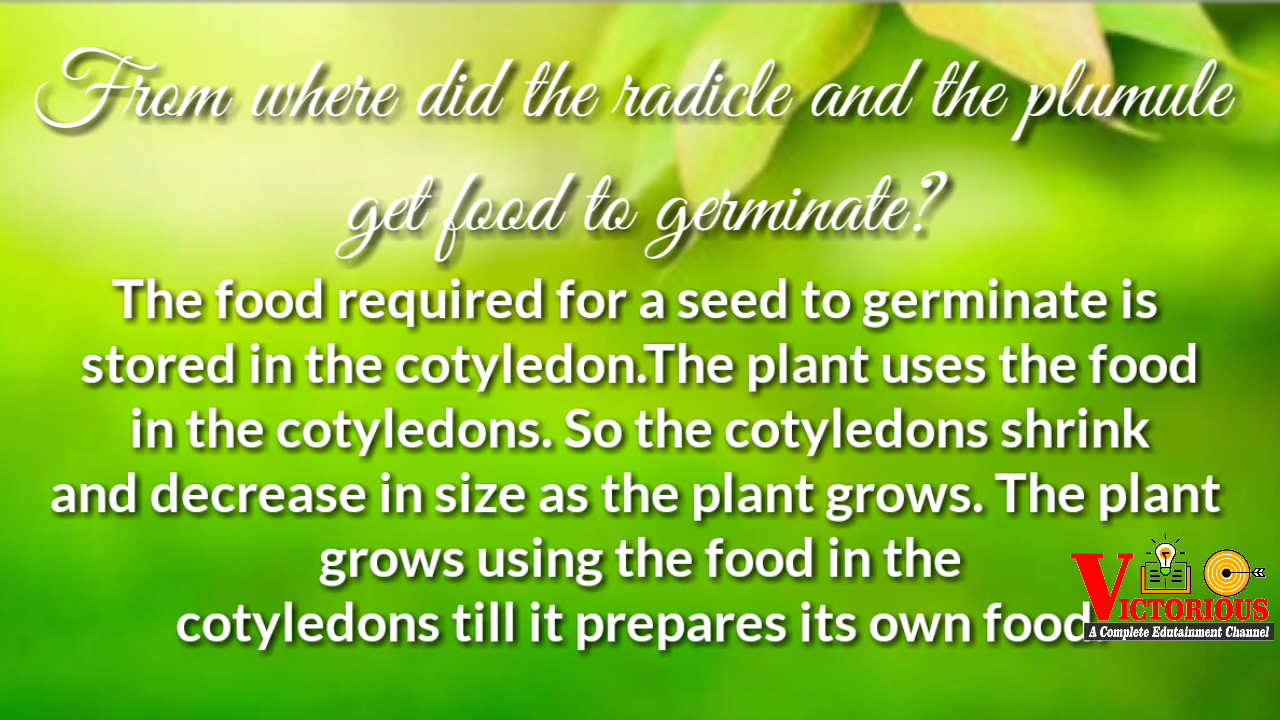 From where did the radicle and the plumule
get food to germinate?
The food required for a seed to germinate is
stored in the cotyledon.The plant uses the food
in the cotyledons. So the cotyledons shrink
and decrease in size as the plant grows. The plant
grows using the food in the
cotyledons till it prepares its own food.
VICTORIOUS
A Complete Edutainment Channel